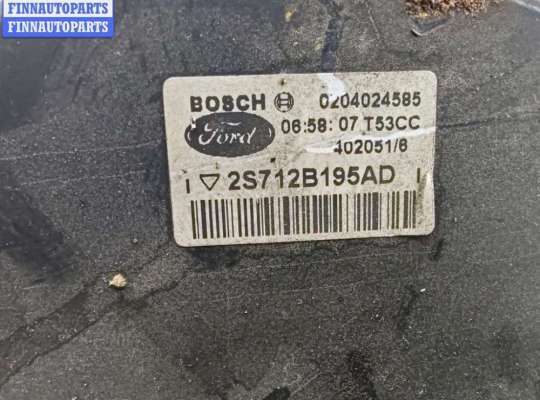 FINNAUTOPARTS
FINNAUTOPARTS
BOSCH 0204024585
Ford 06:58: 07 T53CC
402051/6
2S712B195AD